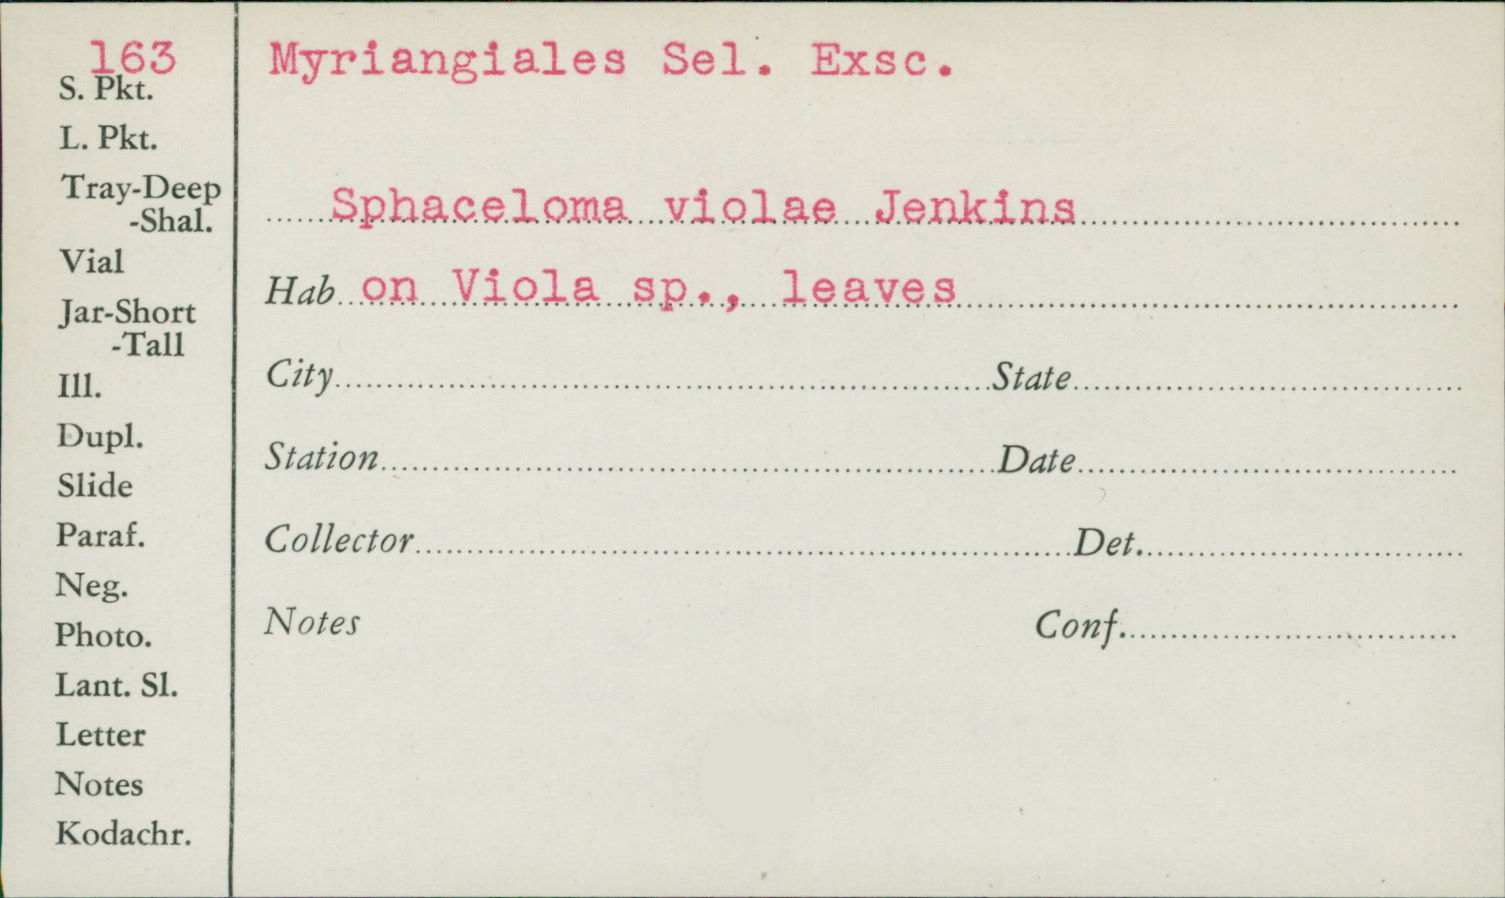 163
S. Pkt.
L. Pkt.
Tray-Deep
-Shal.
Vial
Jar-Short
-Tall
Ill.
Dupl.
Slide
Paraf.
Neg.
Photo.
Lant. Sl.
Letter
Notes
Kodachr.
Myriangiales Sel. Exsc.
Sphaceloma violae Jenkins
Hab on Viola sp., leaves
City State
Station Date
Collector Det.
Notes Conf.